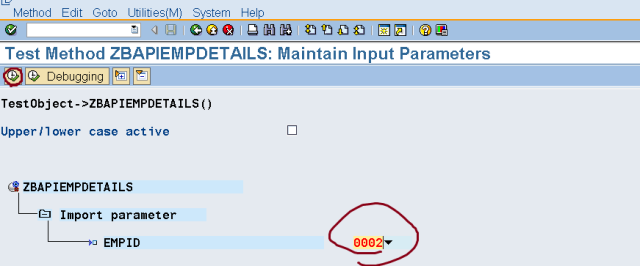 Method Edit Goto Utilities(M) System Help
Test Method ZBAPIEMPDETAILS: Maintain Input Parameters
Debugging
TestObject->ZBAPIEMPDETAILS()
Upper/lower case active
ZBAPIEMPDETAILS
Import parameter
EMPID 0002